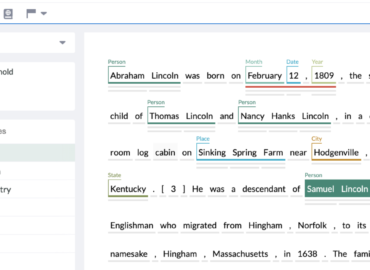 Person Month Date Year
Abraham Lincoln was born on February 12 , 1809 , the s
Person Person
child of Thomas Lincoln and Nancy Hanks Lincoln , in a
Place City
room log cabin on Sinking Spring Farm near Hodgenville ,
State Person
Kentucky . [ 3 ] He was a descendant of Samuel Lincoln
Englishman who migrated from Hingham , Norfolk , to its
namesake , Hingham , Massachusetts , in 1638 . The fami